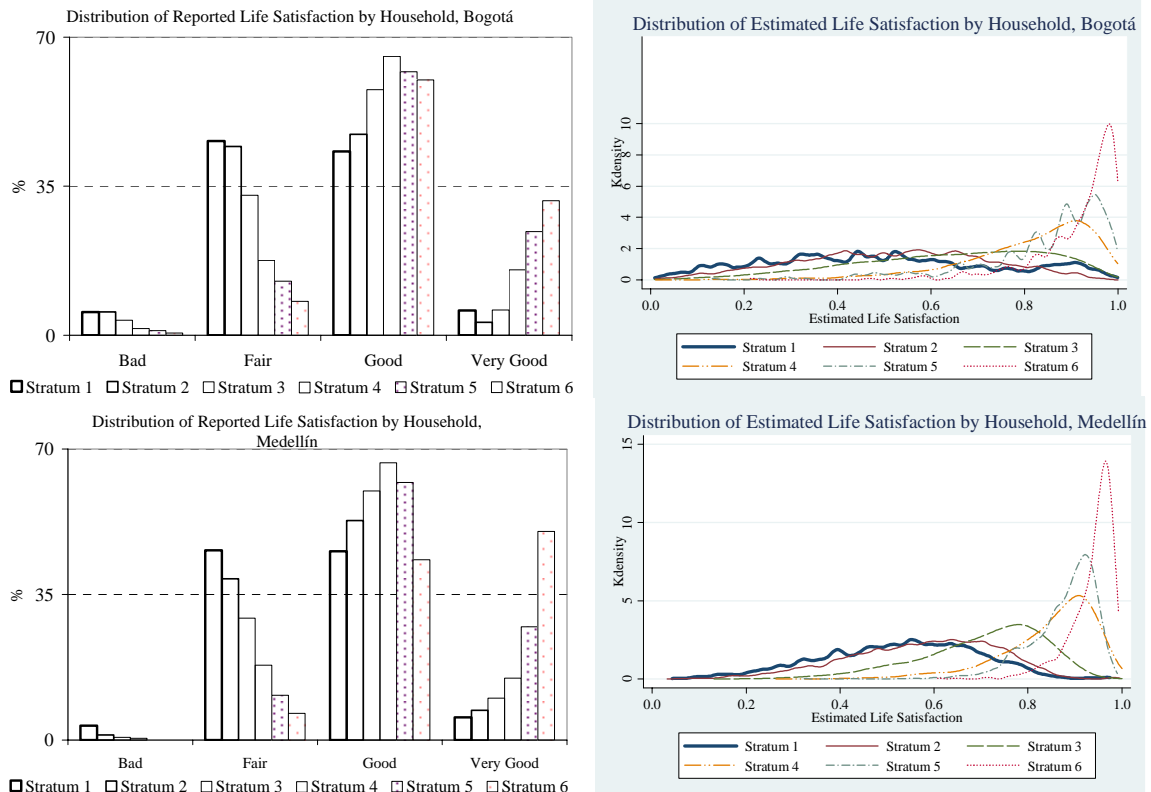 Distribution of Reported Life Satisfaction by Household, Bogotá
70
35
0
%
Bad Fair Good Very Good
Stratum 1 Stratum 2 Stratum 3 Stratum 4 Stratum 5 Stratum 6
Distribution of Estimated Life Satisfaction by Household, Bogotá
10
8
6
4
2
0
Kdensity
0.0 0.2 0.4 0.6 0.8 1.0
Estimated Life Satisfaction
Stratum 1 Stratum 2 Stratum 3
Stratum 4 Stratum 5 Stratum 6
Distribution of Reported Life Satisfaction by Household,
Medellín
70
35
0
%
Bad Fair Good Very Good
Stratum 1 Stratum 2 Stratum 3 Stratum 4 Stratum 5 Stratum 6
Distribution of Estimated Life Satisfaction by Household, Medellín
15
10
5
0
Kdensity
0.0 0.2 0.4 0.6 0.8 1.0
Estimated Life Satisfaction
Stratum 1 Stratum 2 Stratum 3
Stratum 4 Stratum 5 Stratum 6